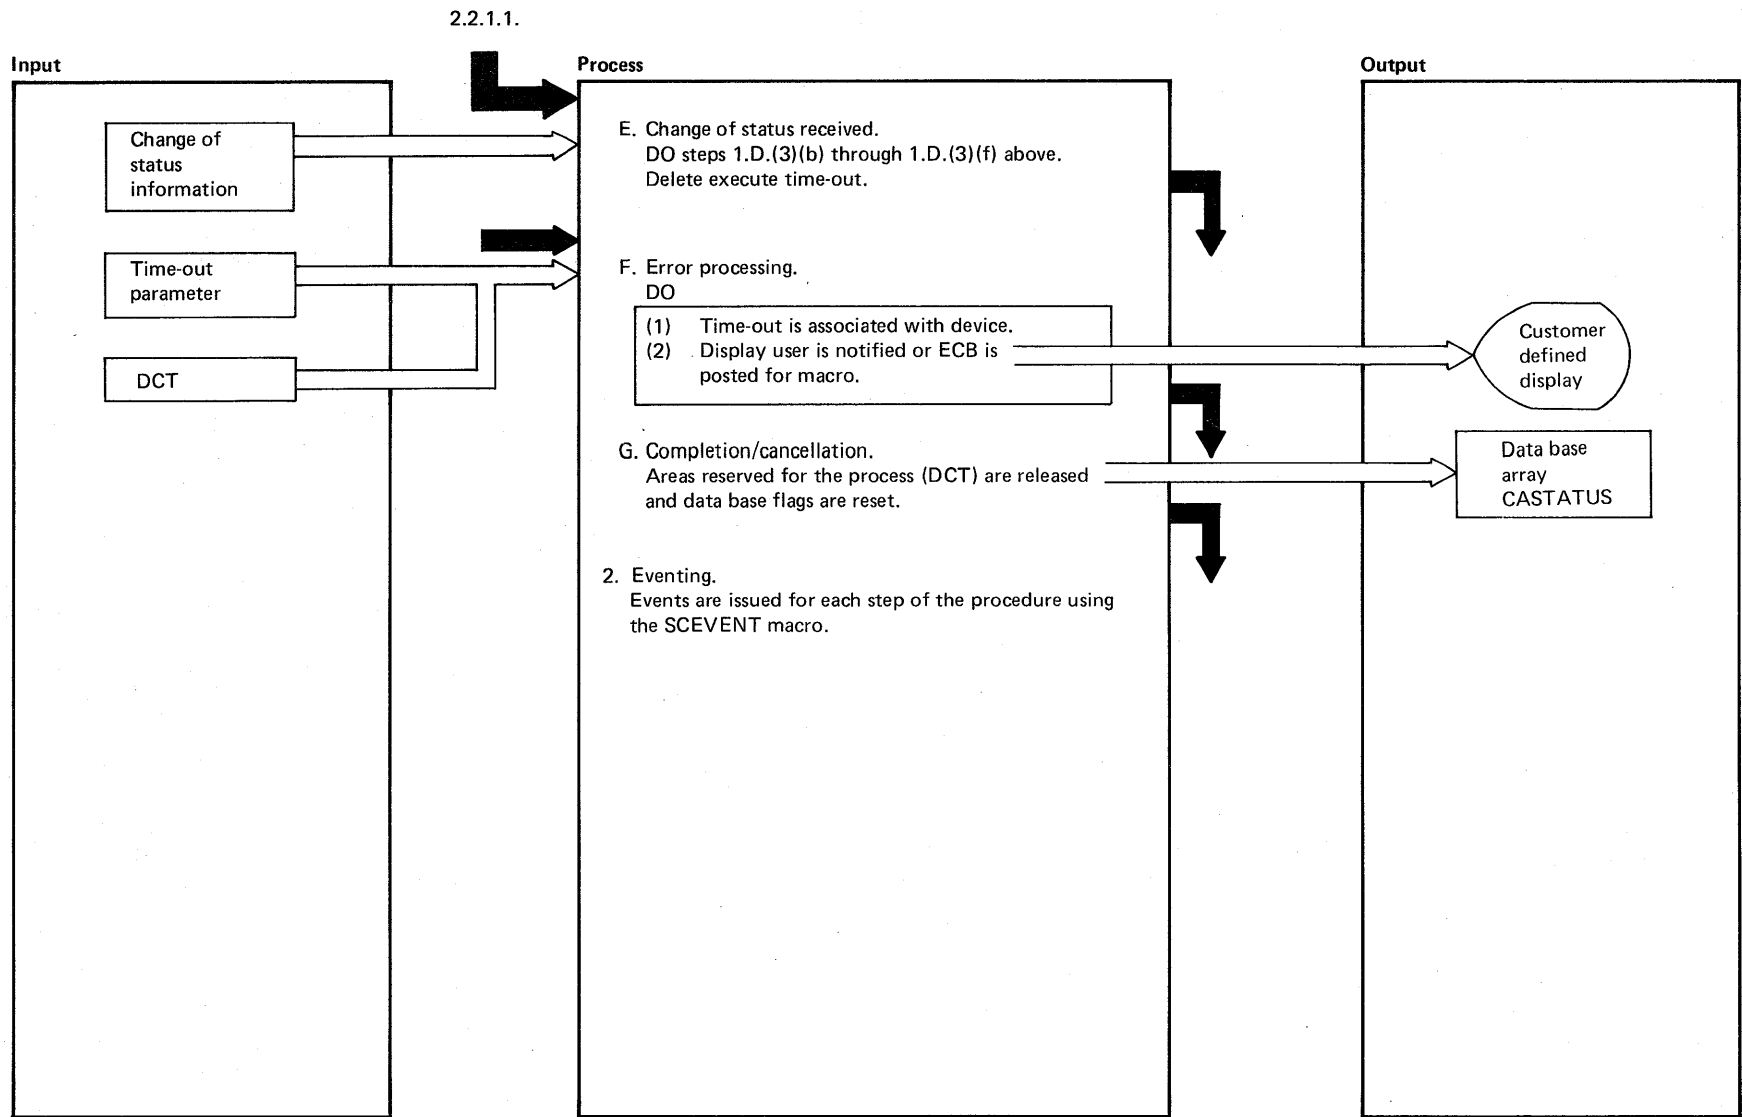 2.2.1.1.
Input
Process
Output
Change of
status
information
Time-out
parameter
DCT
E. Change of status received.
DO steps 1.D.(3)(b) through 1.D.(3)(f) above.
Delete execute time-out.
F. Error processing.
DO
(1) Time-out is associated with device.
(2) Display user is notified or ECB is
posted for macro.
G. Completion/cancellation.
Areas reserved for the process (DCT) are released
and data base flags are reset.
2. Eventing.
Events are issued for each step of the procedure using
the SCEVENT macro.
Customer
defined
display
Data base
array
CASTATUS